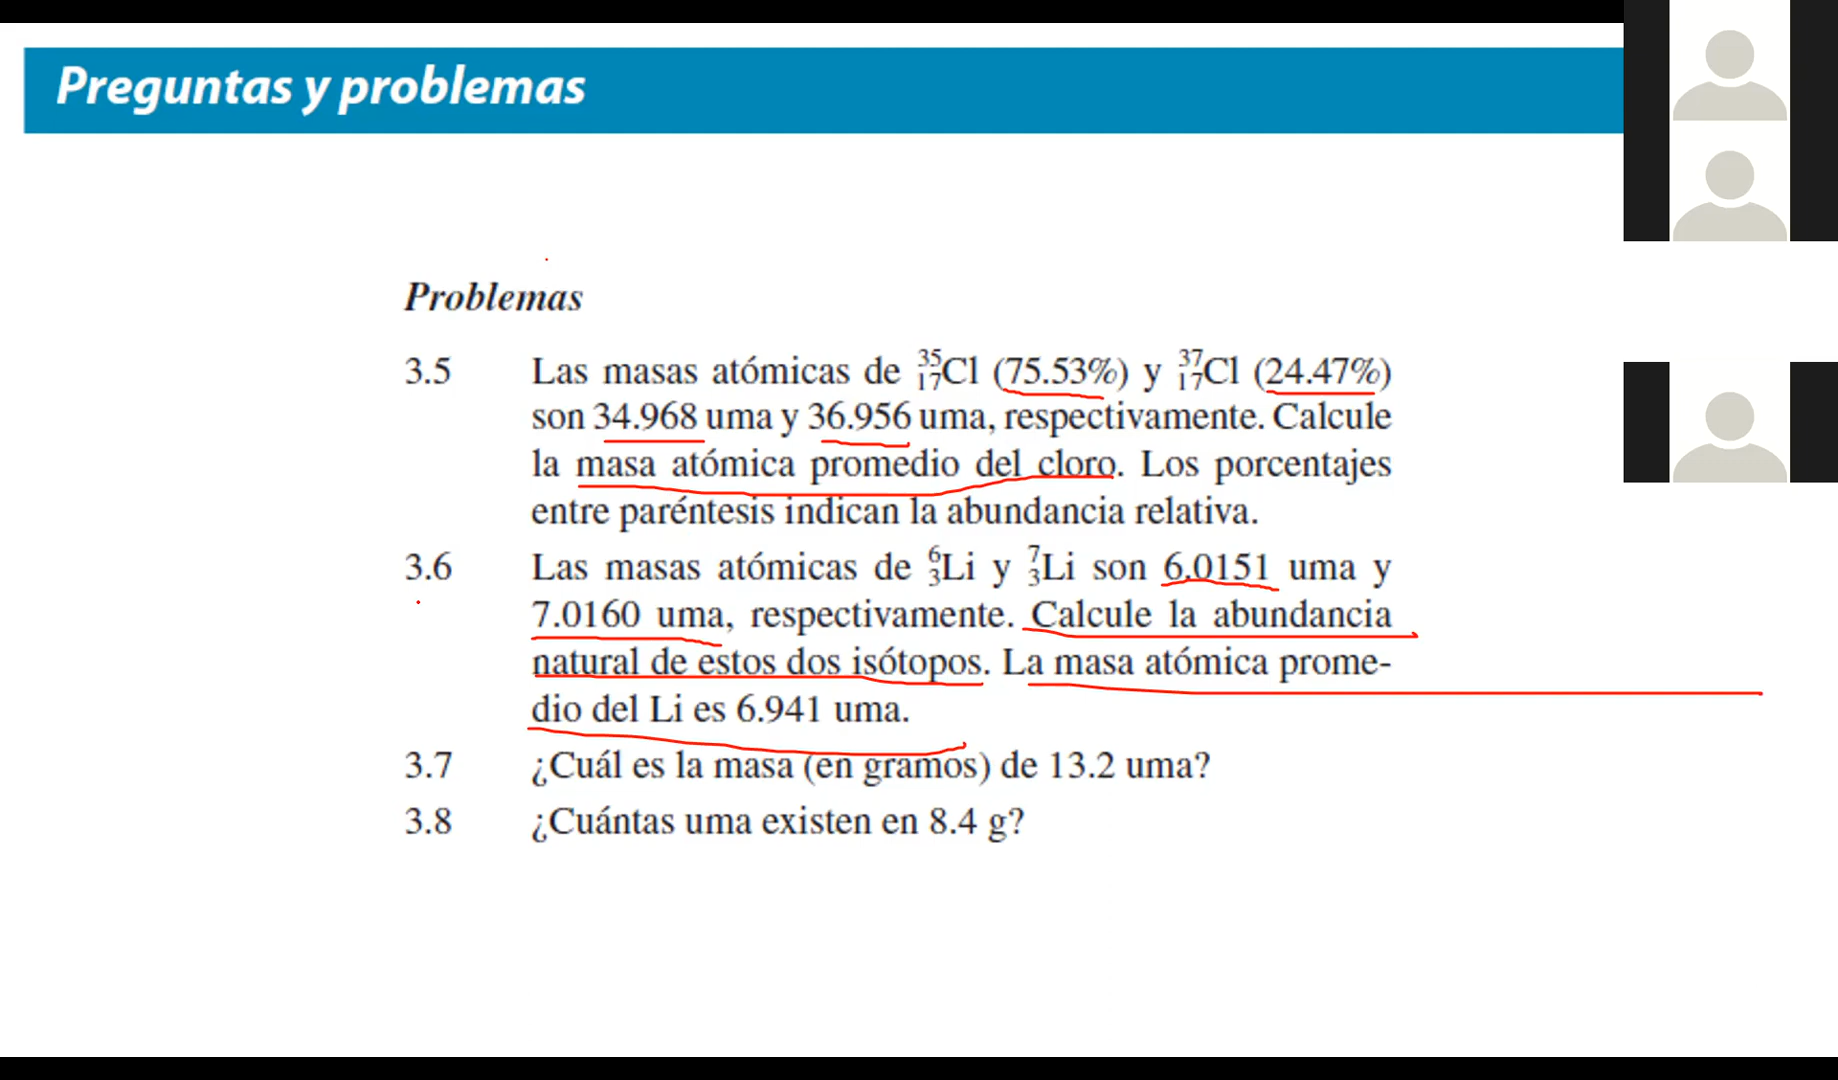 Preguntas y problemas
Problemas
3.5 Las masas atómicas de ³⁵₁₇Cl (75.53%) y ³⁷₁₇Cl (24.47%)
son 34.968 uma y 36.956 uma, respectivamente. Calcule
la masa atómica promedio del cloro. Los porcentajes
entre paréntesis indican la abundancia relativa.
3.6 Las masas atómicas de ⁶₃Li y ⁷₃Li son 6.0151 uma y
7.0160 uma, respectivamente. Calcule la abundancia
natural de estos dos isótopos. La masa atómica prome-
dio del Li es 6.941 uma.
3.7 ¿Cuál es la masa (en gramos) de 13.2 uma?
3.8 ¿Cuántas uma existen en 8.4 g?